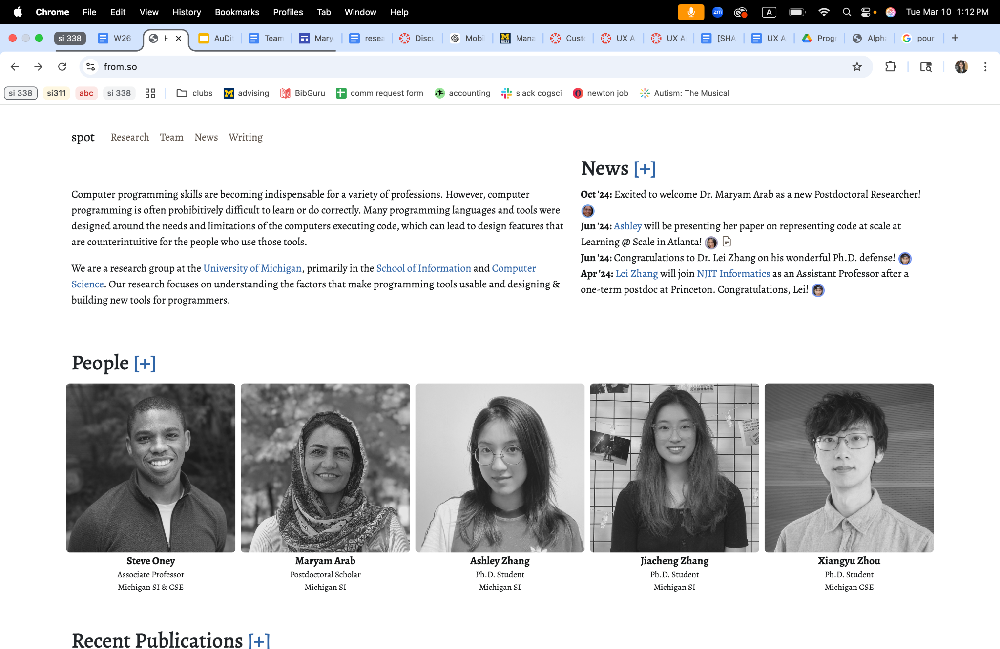 Chrome File Edit View History Bookmarks Profiles Tab Window Help zm A Tue Mar 10 1:12 PM
si 338 W26 AuDi Team Mary resea Discu Mobi Mana Custo UX A UX A [SHA UX A Prog Alpha pour
from.so
si 338 si311 abc si 338 clubs advising BibGuru comm request form accounting slack cogsci newton job Autism: The Musical
spot Research Team News Writing
Computer programming skills are becoming indispensable for a variety of professions. However, computer
programming is often prohibitively difficult to learn or do correctly. Many programming languages and tools were
designed around the needs and limitations of the computers executing code, which can lead to design features that
are counterintuitive for the people who use those tools.
We are a research group at the University of Michigan, primarily in the School of Information and Computer
Science. Our research focuses on understanding the factors that make programming tools usable and designing &
building new tools for programmers.
News [+]
Oct '24: Excited to welcome Dr. Maryam Arab as a new Postdoctoral Researcher!
Jun '24: Ashley will be presenting her paper on representing code at scale at
Learning @ Scale in Atlanta!
Jun '24: Congratulations to Dr. Lei Zhang on his wonderful Ph.D. defense!
Apr '24: Lei Zhang will join NJIT Informatics as an Assistant Professor after a
one-term postdoc at Princeton. Congratulations, Lei!
People [+]
Steve Oney
Associate Professor
Michigan SI & CSE
Maryam Arab
Postdoctoral Scholar
Michigan SI
Ashley Zhang
Ph.D. Student
Michigan SI
Jiacheng Zhang
Ph.D. Student
Michigan SI
Xiangyu Zhou
Ph.D. Student
Michigan CSE
Recent Publications [+]